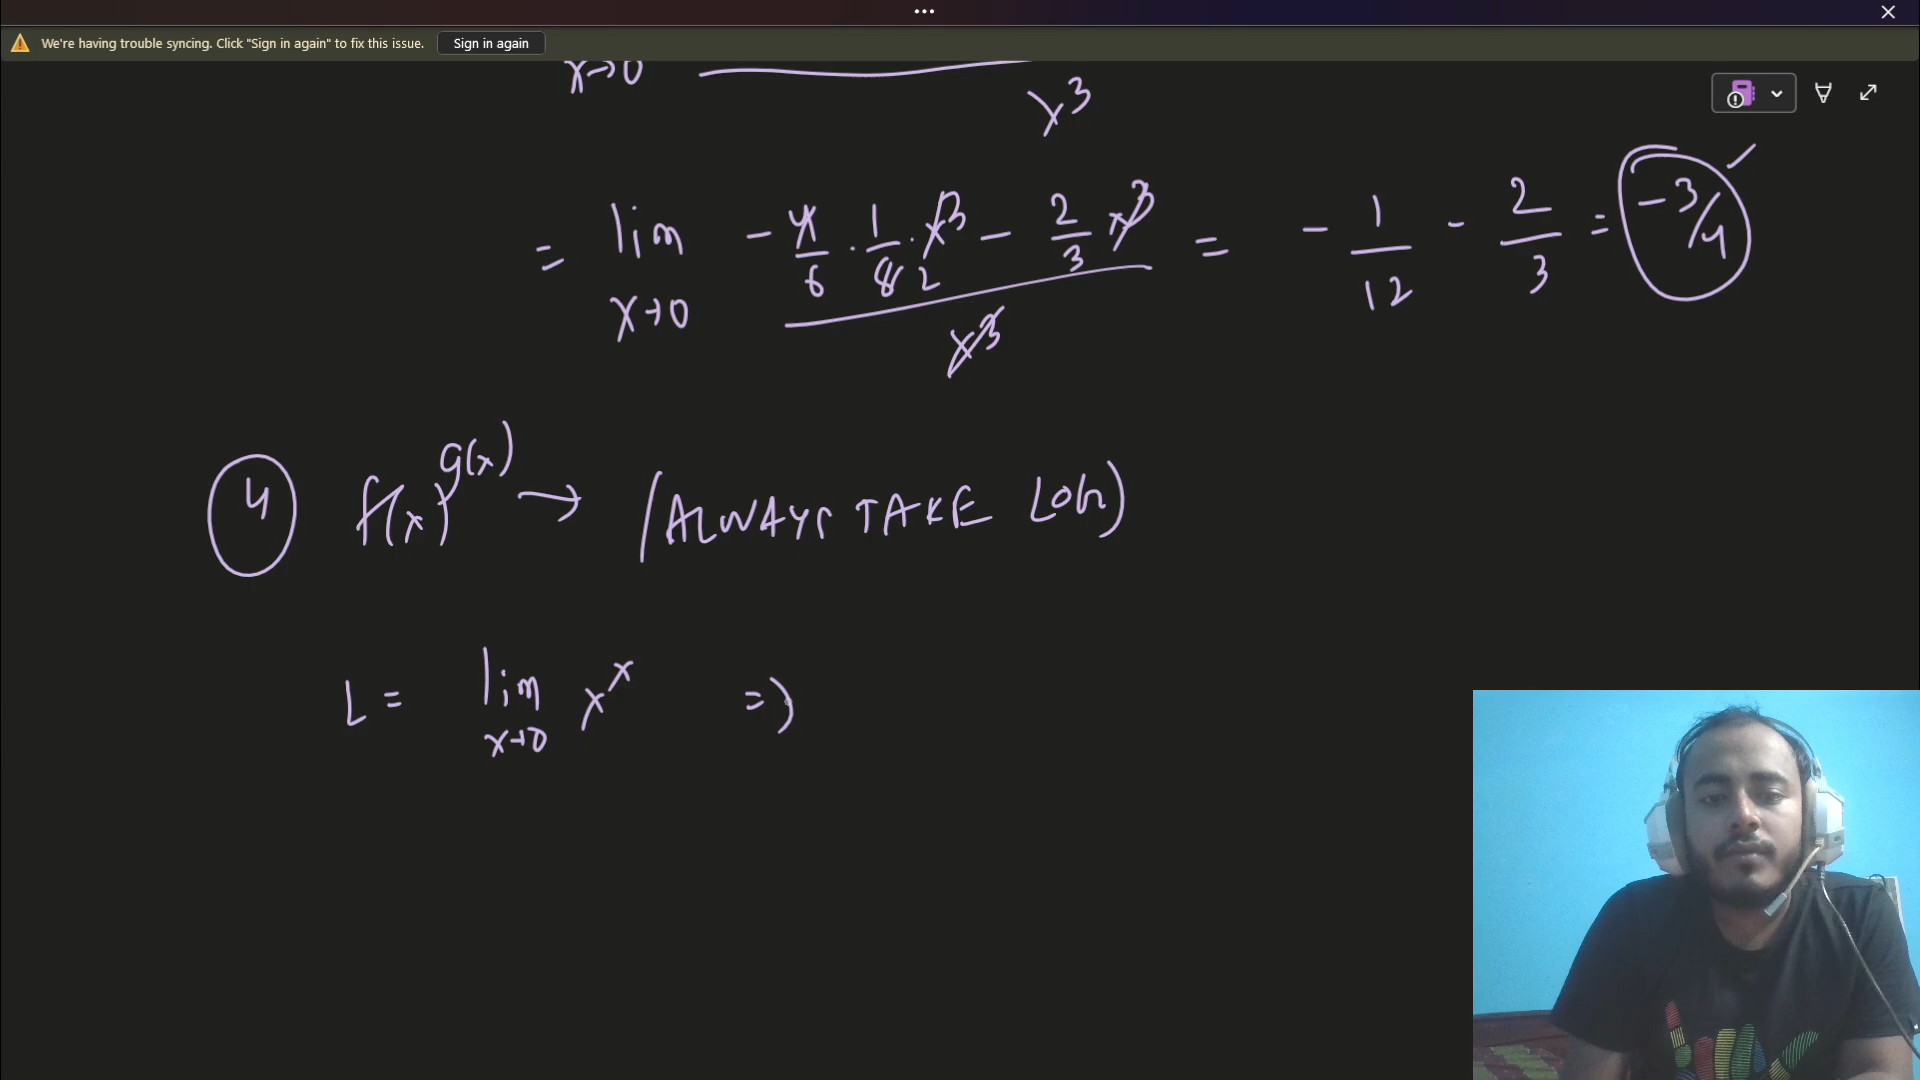 We're having trouble syncing. Click "Sign in again" to fix this issue. Sign in again
x→0
x³
= lim x→0 (-4/6 · 1/8 · x³ - 2/3 x³) / x³ = - 1/12 - 2/3 = -3/4
4 f(x)^g(x) → (ALWAYS TAKE LOG)
L = lim x→0 x^x =>